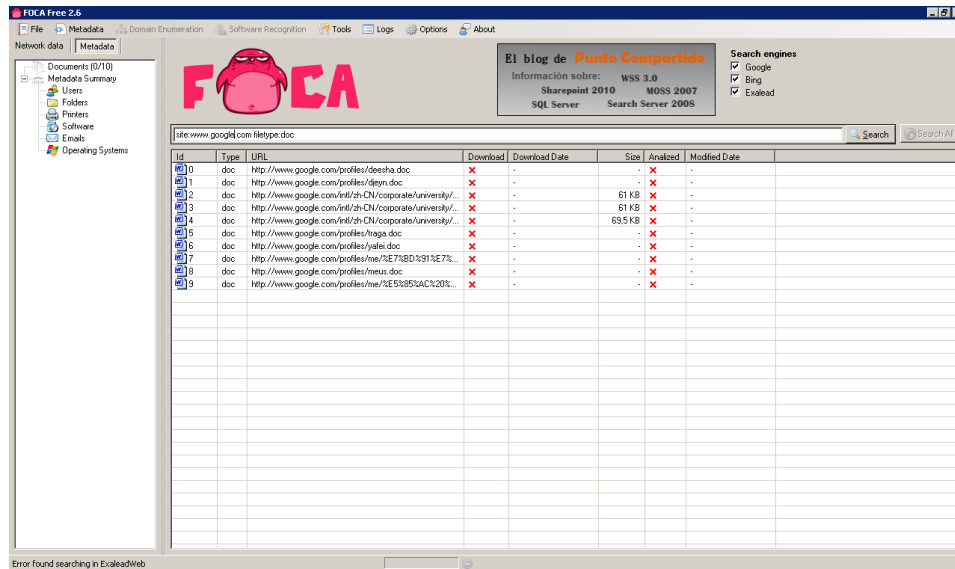 FOCA Free 2.6
File Metadata Domain Enumeration Software Recognition Tools Logs Options About
Network data Metadata
Documents (0/10)
Metadata Summary
Users
Folders
Printers
Software
Emails
Operating Systems
FOCA
El blog de Punto Compartido
Información sobre: WSS 3.0
Sharepoint 2010 MOSS 2007
SQL Server Search Server 2008
Search engines
Google
Bing
Exalead
site:www.google.com filetype:doc
Search Search All
Id Type URL Download Download Date Size Analized Modified Date
0 doc http://www.google.com/profiles/deesha.doc - - -
1 doc http://www.google.com/profiles/djeyn.doc - - -
2 doc http://www.google.com/intl/zh-CN/corporate/university/... - 61 KB -
3 doc http://www.google.com/intl/zh-CN/corporate/university/... - 61 KB -
4 doc http://www.google.com/intl/zh-CN/corporate/university/... - 69,5 KB -
5 doc http://www.google.com/profiles/traga.doc - - -
6 doc http://www.google.com/profiles/yafei.doc - - -
7 doc http://www.google.com/profiles/me/%E7%BD%91%E7%... - - -
8 doc http://www.google.com/profiles/meus.doc - - -
9 doc http://www.google.com/profiles/me/%E5%85%AC%20%... - - -
Error found searching in ExaleadWeb